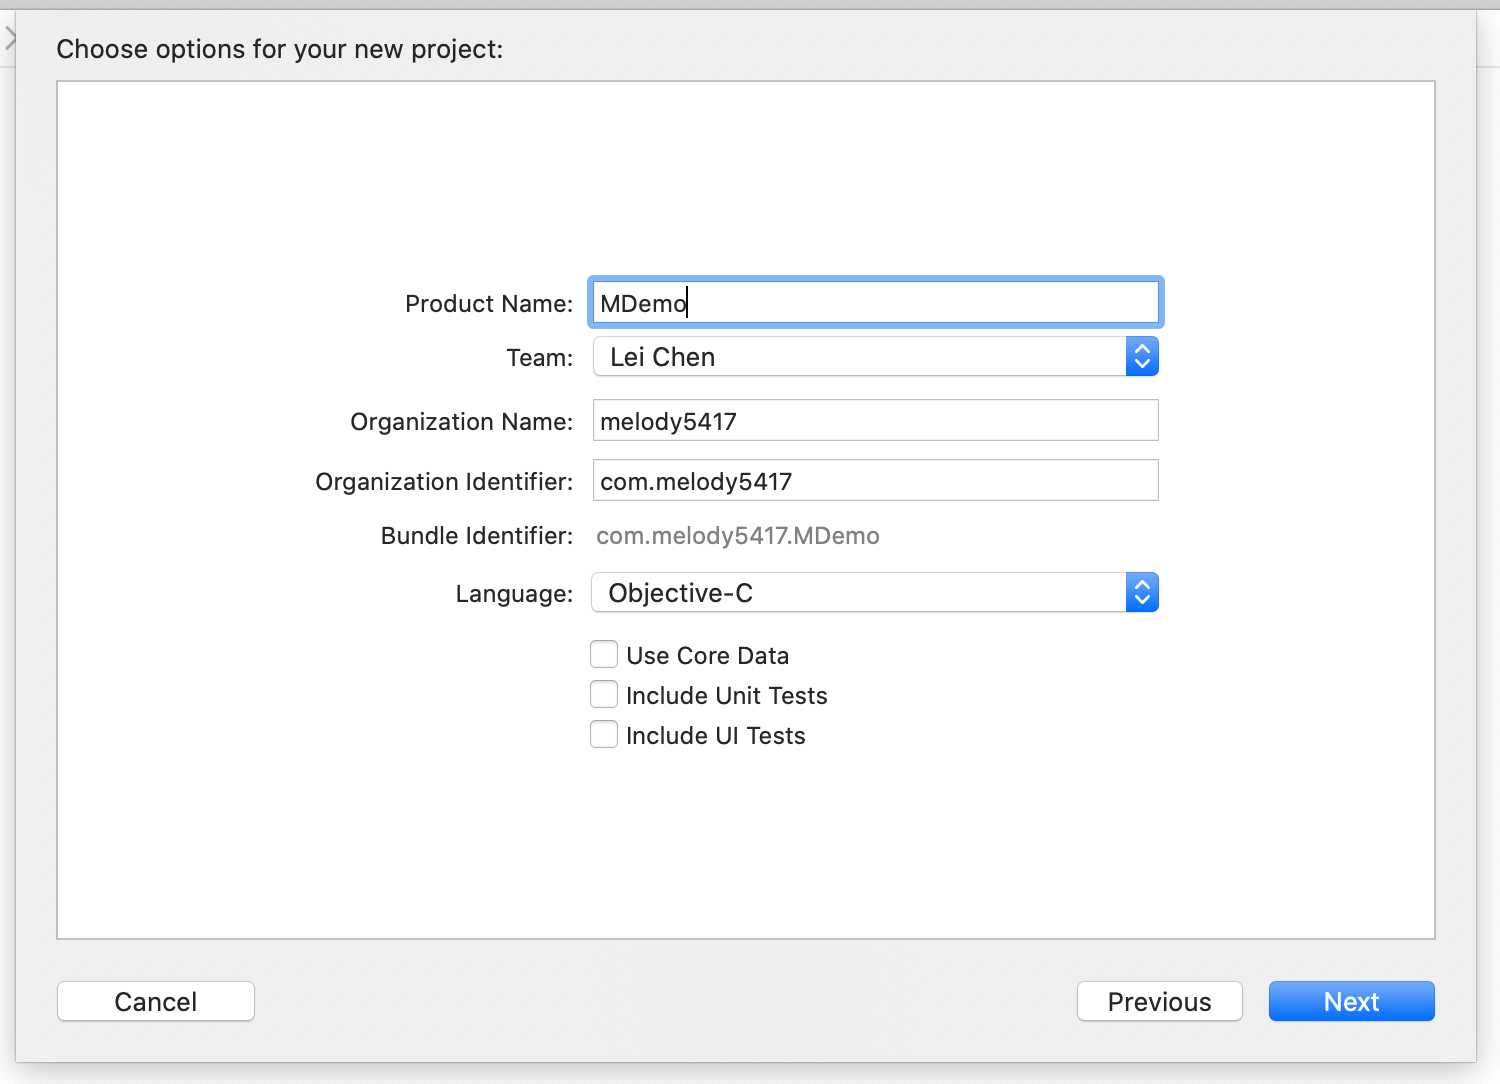 Choose options for your new project:
Product Name: MDemo
Team: Lei Chen
Organization Name: melody5417
Organization Identifier: com.melody5417
Bundle Identifier: com.melody5417.MDemo
Language: Objective-C
Use Core Data
Include Unit Tests
Include UI Tests
Cancel Previous Next